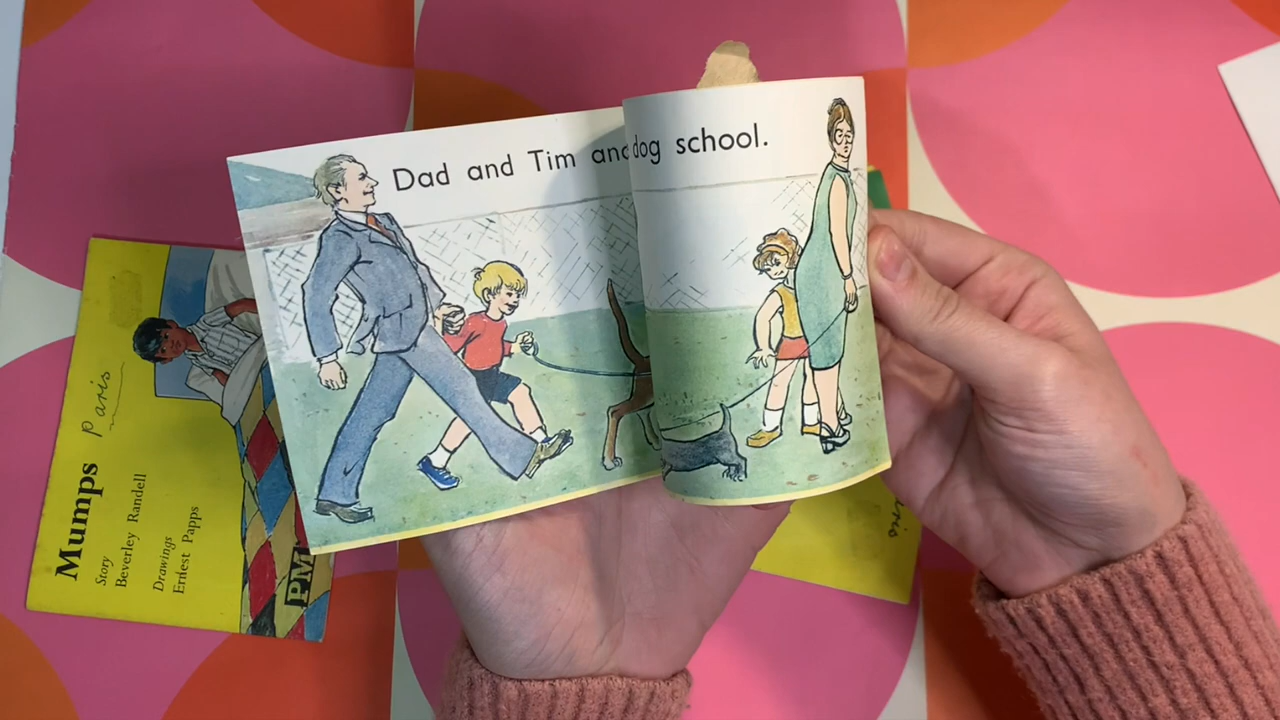 Dad and Tim and dog school.
Mumps
Paris
Story
Beverley Randell
Drawings
Ernest Papps
PM